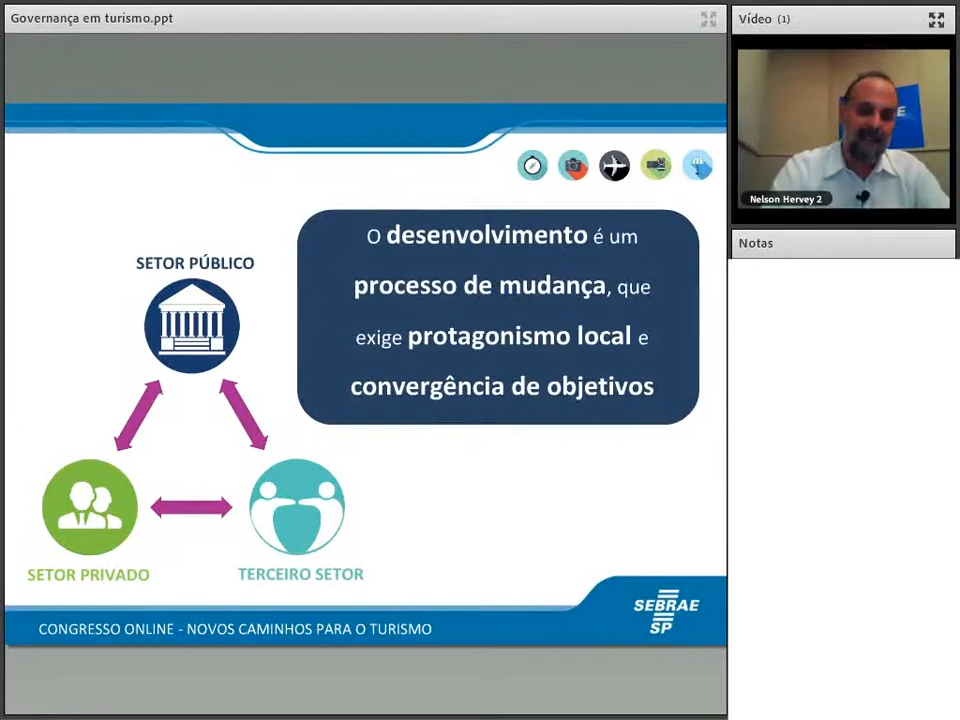 Governança em turismo.ppt
Vídeo (1)
Nelson Hervey 2
Notas
O desenvolvimento é um
processo de mudança, que
exige protagonismo local e
convergência de objetivos
SETOR PÚBLICO
SETOR PRIVADO
TERCEIRO SETOR
CONGRESSO ONLINE - NOVOS CAMINHOS PARA O TURISMO
SEBRAE
SP